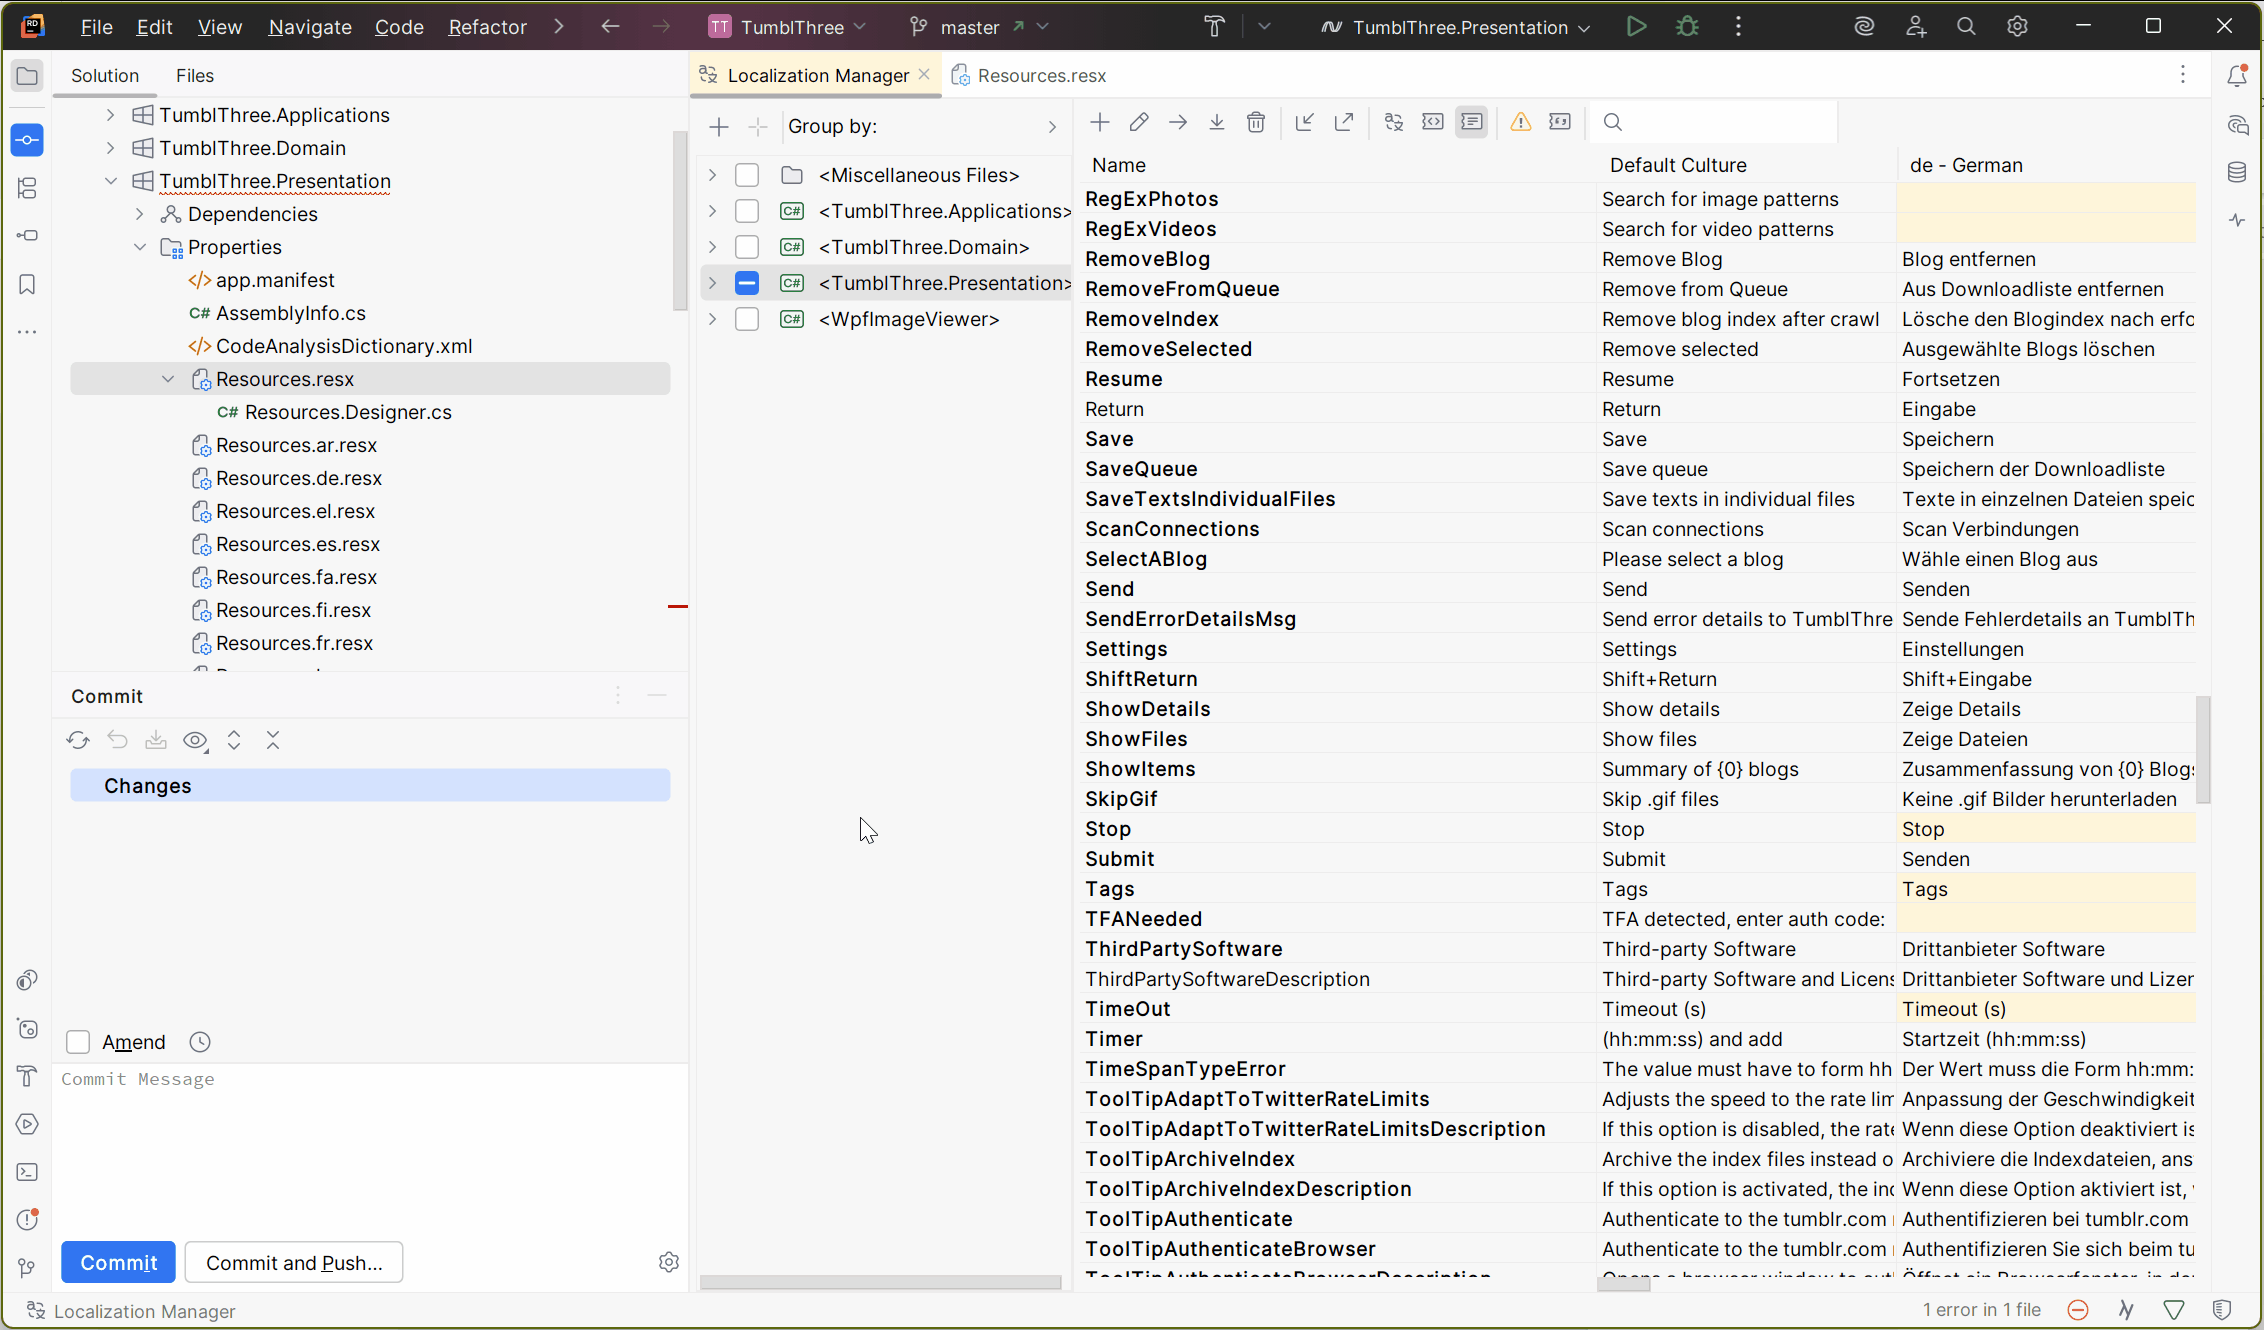 File Edit View Navigate Code Refactor TT TumblThree master TumblThree.Presentation
Solution Files
Localization Manager Resources.resx
TumblThree.Applications
TumblThree.Domain
TumblThree.Presentation
Dependencies
Properties
app.manifest
C# AssemblyInfo.cs
CodeAnalysisDictionary.xml
Resources.resx
C# Resources.Designer.cs
Resources.ar.resx
Resources.de.resx
Resources.el.resx
Resources.es.resx
Resources.fa.resx
Resources.fi.resx
Resources.fr.resx
Commit
Changes
Amend
Commit Message
Commit Commit and Push...
Group by:
<Miscellaneous Files>
C# <TumblThree.Applications>
C# <TumblThree.Domain>
C# <TumblThree.Presentation>
C# <WpfImageViewer>
Name Default Culture de - German
RegExPhotos Search for image patterns
RegExVideos Search for video patterns
RemoveBlog Remove Blog Blog entfernen
RemoveFromQueue Remove from Queue Aus Downloadliste entfernen
RemoveIndex Remove blog index after crawl Lösche den Blogindex nach erfo
RemoveSelected Remove selected Ausgewählte Blogs löschen
Resume Resume Fortsetzen
Return Return Eingabe
Save Save Speichern
SaveQueue Save queue Speichern der Downloadliste
SaveTextsIndividualFiles Save texts in individual files Texte in einzelnen Dateien speic
ScanConnections Scan connections Scan Verbindungen
SelectABlog Please select a blog Wähle einen Blog aus
Send Send Senden
SendErrorDetailsMsg Send error details to TumblThre Sende Fehlerdetails an TumblTh
Settings Settings Einstellungen
ShiftReturn Shift+Return Shift+Eingabe
ShowDetails Show details Zeige Details
ShowFiles Show files Zeige Dateien
ShowItems Summary of {0} blogs Zusammenfassung von {0} Blogs
SkipGif Skip .gif files Keine .gif Bilder herunterladen
Stop Stop Stop
Submit Submit Senden
Tags Tags Tags
TFANeeded TFA detected, enter auth code:
ThirdPartySoftware Third-party Software Drittanbieter Software
ThirdPartySoftwareDescription Third-party Software and Licens Drittanbieter Software und Lizen
TimeOut Timeout (s) Timeout (s)
Timer (hh:mm:ss) and add Startzeit (hh:mm:ss)
TimeSpanTypeError The value must have to form hh Der Wert muss die Form hh:mm:
ToolTipAdaptToTwitterRateLimits Adjusts the speed to the rate lim Anpassung der Geschwindigkeit
ToolTipAdaptToTwitterRateLimitsDescription If this option is disabled, the rate Wenn diese Option deaktiviert is
ToolTipArchiveIndex Archive the index files instead o Archiviere die Indexdateien, ans
ToolTipArchiveIndexDescription If this option is activated, the ind Wenn diese Option aktiviert ist,
ToolTipAuthenticate Authenticate to the tumblr.com Authentifizieren bei tumblr.com
ToolTipAuthenticateBrowser Authenticate to the tumblr.com Authentifizieren Sie sich beim tu
ToolTipAuthenticateBrowserDescription
Localization Manager 1 error in 1 file